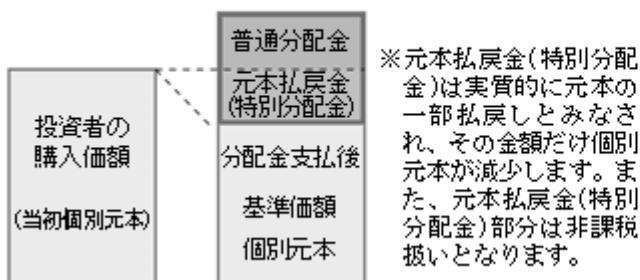 普通分配金
元本払戻金
(特別分配金)
投資者の
購入価額
(当初個別元本)
分配金支払後
基準価額
個別元本
※元本払戻金(特別分配
金)は実質的に元本の
一部払戻しとみなさ
れ、その金額だけ個別
元本が減少します。ま
た、元本払戻金(特別
分配金)部分は非課税
扱いとなります。